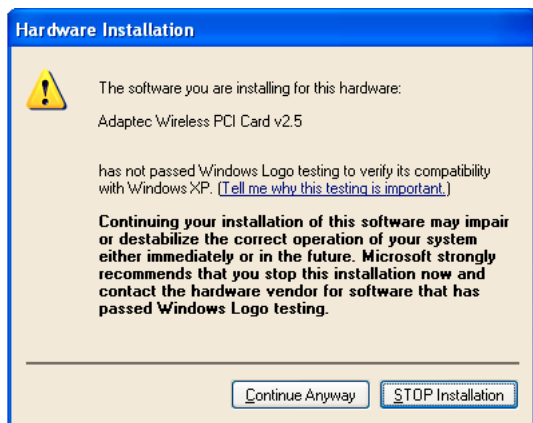 Hardware Installation
The software you are installing for this hardware:
Adaptec Wireless PCI Card v2.5
has not passed Windows Logo testing to verify its compatibility
with Windows XP. (Tell me why this testing is important.)
Continuing your installation of this software may impair
or destabilize the correct operation of your system
either immediately or in the future. Microsoft strongly
recommends that you stop this installation now and
contact the hardware vendor for software that has
passed Windows Logo testing.
Continue Anyway
STOP Installation